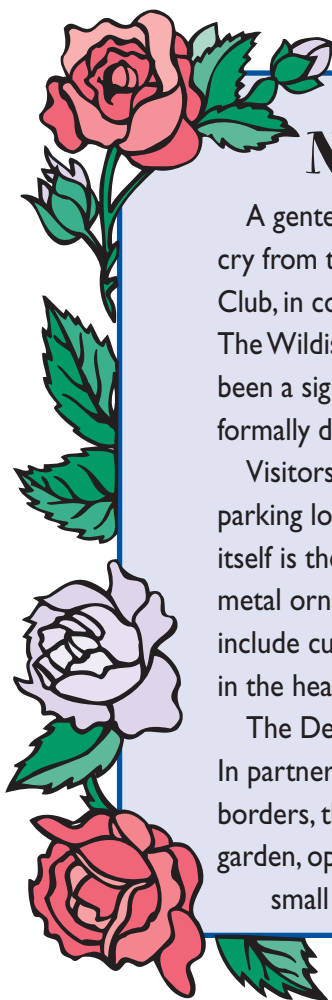 N
A gente
cry from t
Club, in co
The Wildis
been a sig
formally d
Visitors
parking lo
itself is the
metal orn
include cu
in the hea
The De
In partner
borders, t
garden, op
small